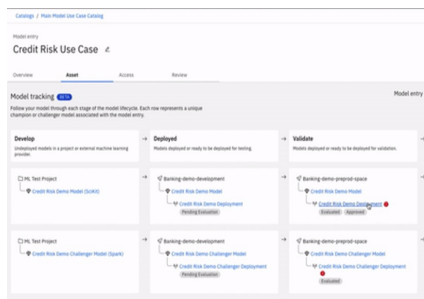 Catalogs / Main Model Use Case Catalog
Model entry
Credit Risk Use Case
Overview Asset Access Review
Model tracking BETA
Model entry
Follow your model through each stage of the model lifecycle. Each row represents a unique
champion or challenger model associated with the model entry.
Develop
Undeployed models in a project or external machine learning
provider.
Deployed
Models deployed or ready to be deployed for testing.
Validate
Models deployed or ready to be deployed for validation.
ML Test Project
Credit Risk Demo Model (Scikit)
Banking-demo-development
Credit Risk Demo Model
Credit Risk Demo Deployment
Pending Evaluation
Banking-demo-preprod-space
Credit Risk Demo Model
Credit Risk Demo Deployment
Evaluated Approved
ML Test Project
Credit Risk Demo Challenger Model (Spark)
Banking-demo-development
Credit Risk Demo Challenger Model
Credit Risk Demo Challenger Deployment
Pending Evaluation
Banking-demo-preprod-space
Credit Risk Demo Challenger Model
Credit Risk Demo Challenger Deployment
Evaluated